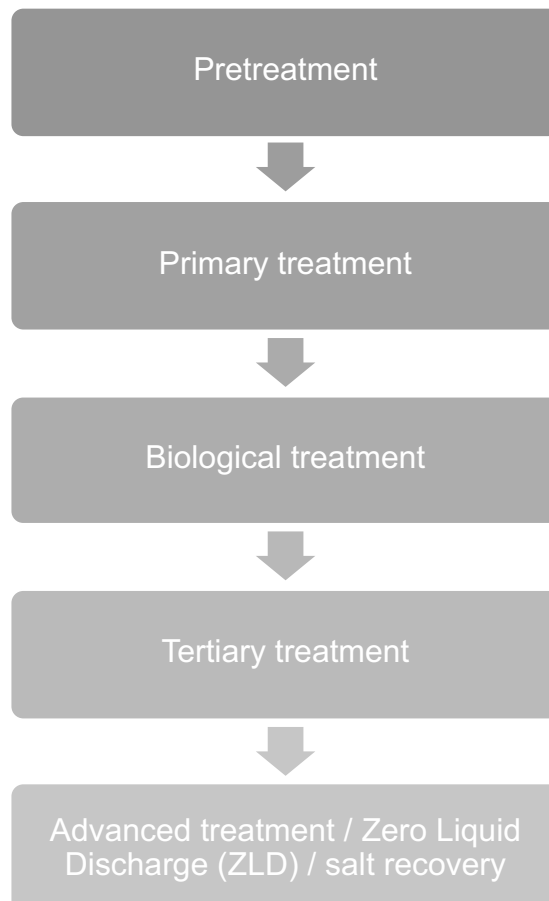 Pretreatment
Primary treatment
Biological treatment
Tertiary treatment
Advanced treatment / Zero Liquid
Discharge (ZLD) / salt recovery